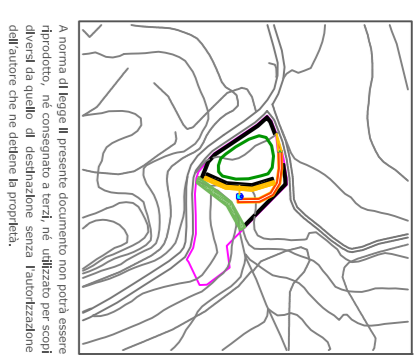 A norma di legge il presente documento non potrà essere
riprodotto, né consegnato a terzi, né utilizzato per scopi
diversi da quello di destinazione senza l'autorizzazione
dell'autore che ne detiene la proprietà.